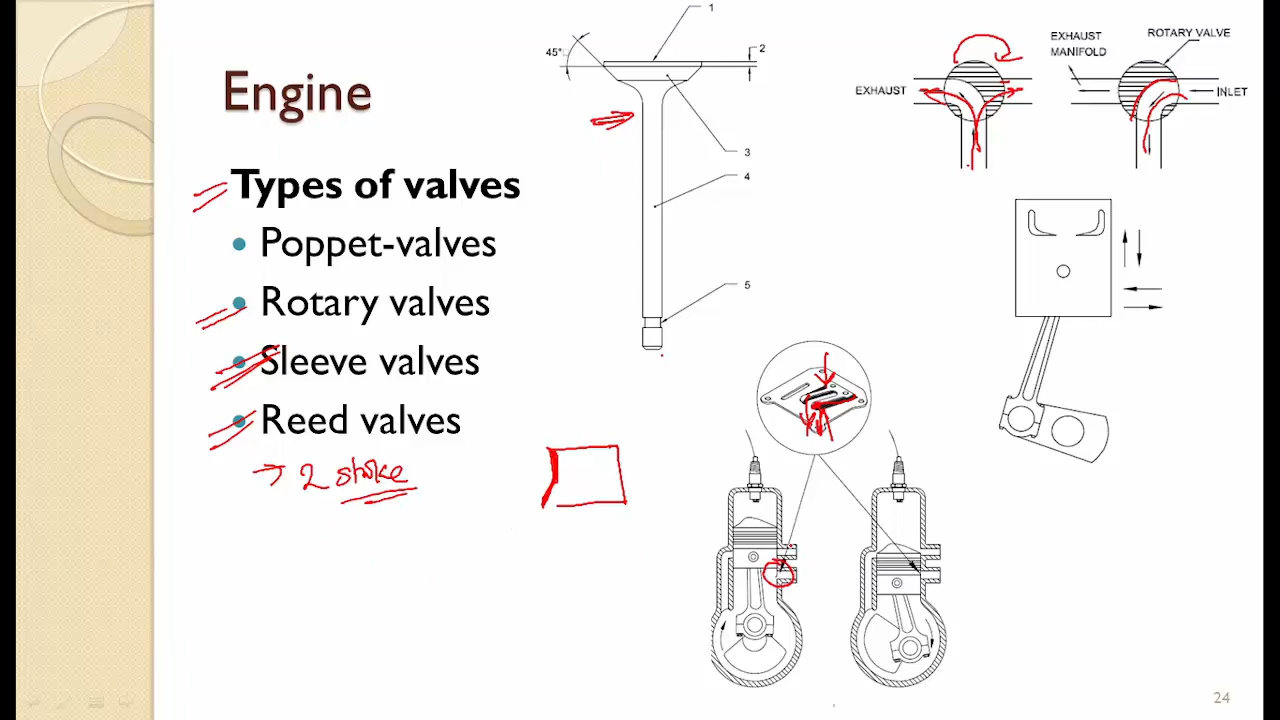 Engine
Types of valves
Poppet-valves
Rotary valves
Sleeve valves
Reed valves
→ 2 stroke
45°
1
2
3
4
5
EXHAUST
EXHAUST
MANIFOLD
ROTARY VALVE
INLET
24